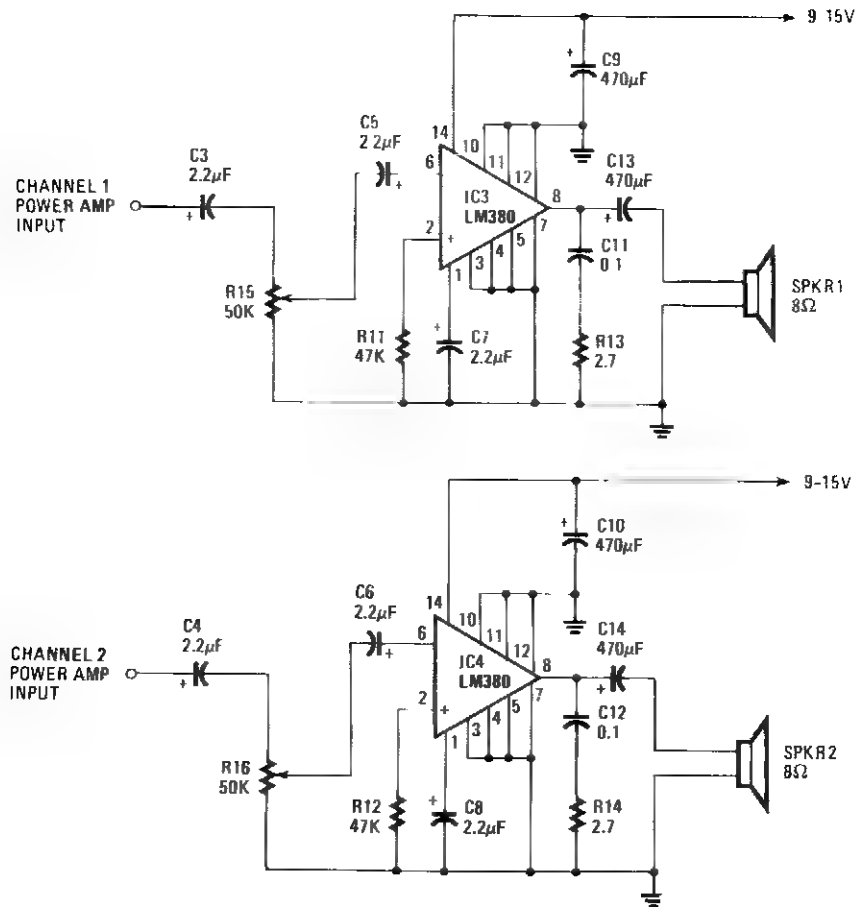 9-15V
C9
470µF
C5
2.2µF
14
10
11
12
6
C3
2.2µF
+
C13
470µF
CHANNEL 1
POWER AMP
INPUT
IC3
LM380
8
2
+
7
5
4
3
1
C11
0.1
SPKR1
8Ω
R15
50K
R11
47K
C7
2.2µF
+
R13
2.7
9-15V
C10
470µF
+
C6
2.2µF
14
10
11
12
6
C4
2.2µF
+
C14
470µF
CHANNEL 2
POWER AMP
INPUT
IC4
LM380
8
2
+
7
5
4
3
1
C12
0.1
SPKR2
8Ω
R16
50K
R12
47K
C8
2.2µF
+
R14
2.7